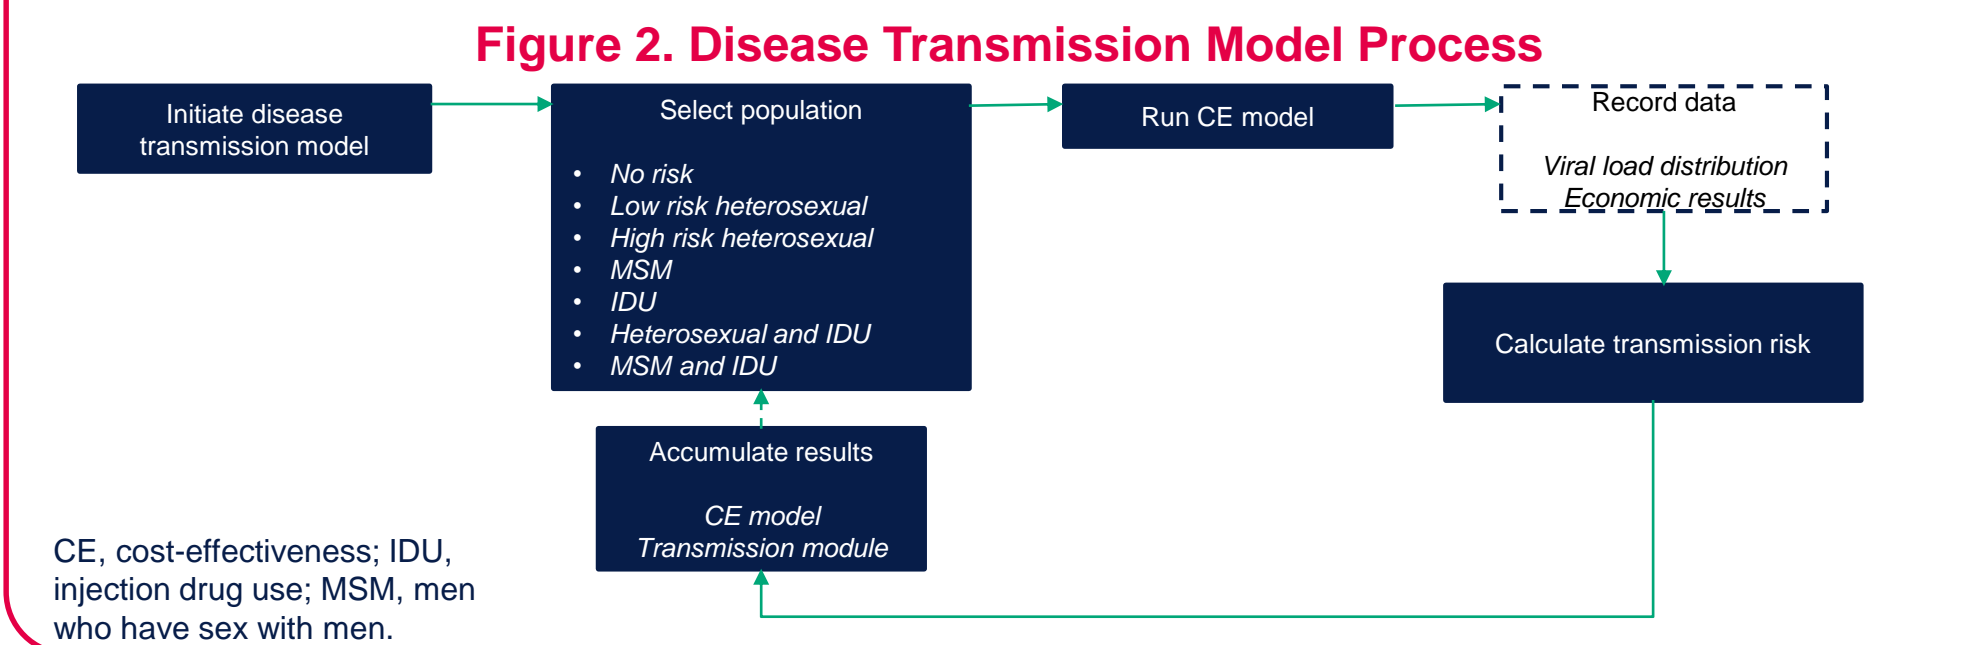 Figure 2. Disease Transmission Model Process
Initiate disease
transmission model
Select population
• No risk
• Low risk heterosexual
• High risk heterosexual
• MSM
• IDU
• Heterosexual and IDU
• MSM and IDU
Run CE model
Record data
Viral load distribution
Economic results
Calculate transmission risk
Accumulate results
CE model
Transmission module
CE, cost-effectiveness; IDU,
injection drug use; MSM, men
who have sex with men.